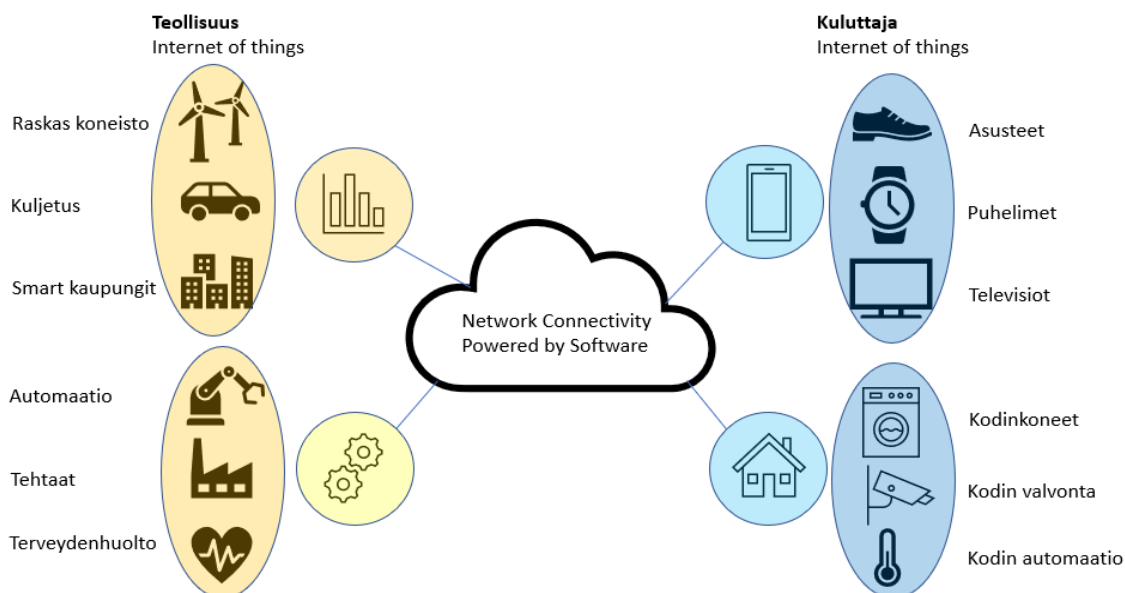 Teollisuus
Internet of things
Raskas koneisto
Kuljetus
Smart kaupungit
Automaatio
Tehtaat
Terveydenhuolto
Network Connectivity
Powered by Software
Kuluttaja
Internet of things
Asusteet
Puhelimet
Televisiot
Kodinkoneet
Kodin valvonta
Kodin automaatio